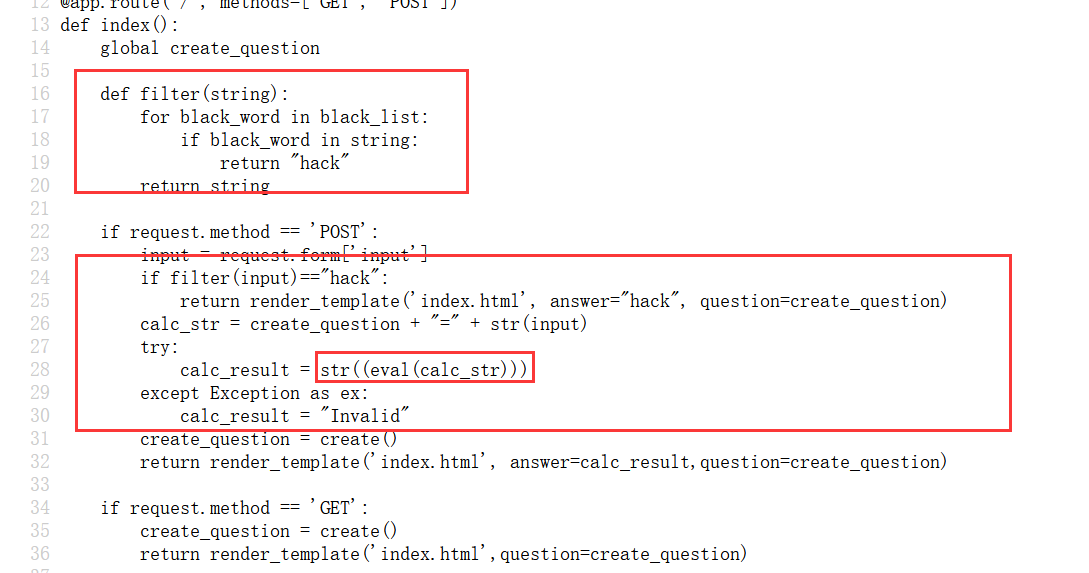 12 @app.route('/', methods=['GET', 'POST'])
13 def index():
14     global create_question
15
16     def filter(string):
17         for black_word in black_list:
18             if black_word in string:
19                 return "hack"
20         return string
21
22     if request.method == 'POST':
23         input = request.form['input']
24         if filter(input)=="hack":
25             return render_template('index.html', answer="hack", question=create_question)
26         calc_str = create_question + "=" + str(input)
27         try:
28             calc_result = str((eval(calc_str)))
29         except Exception as ex:
30             calc_result = "Invalid"
31         create_question = create()
32         return render_template('index.html', answer=calc_result,question=create_question)
33
34     if request.method == 'GET':
35         create_question = create()
36         return render_template('index.html',question=create_question)